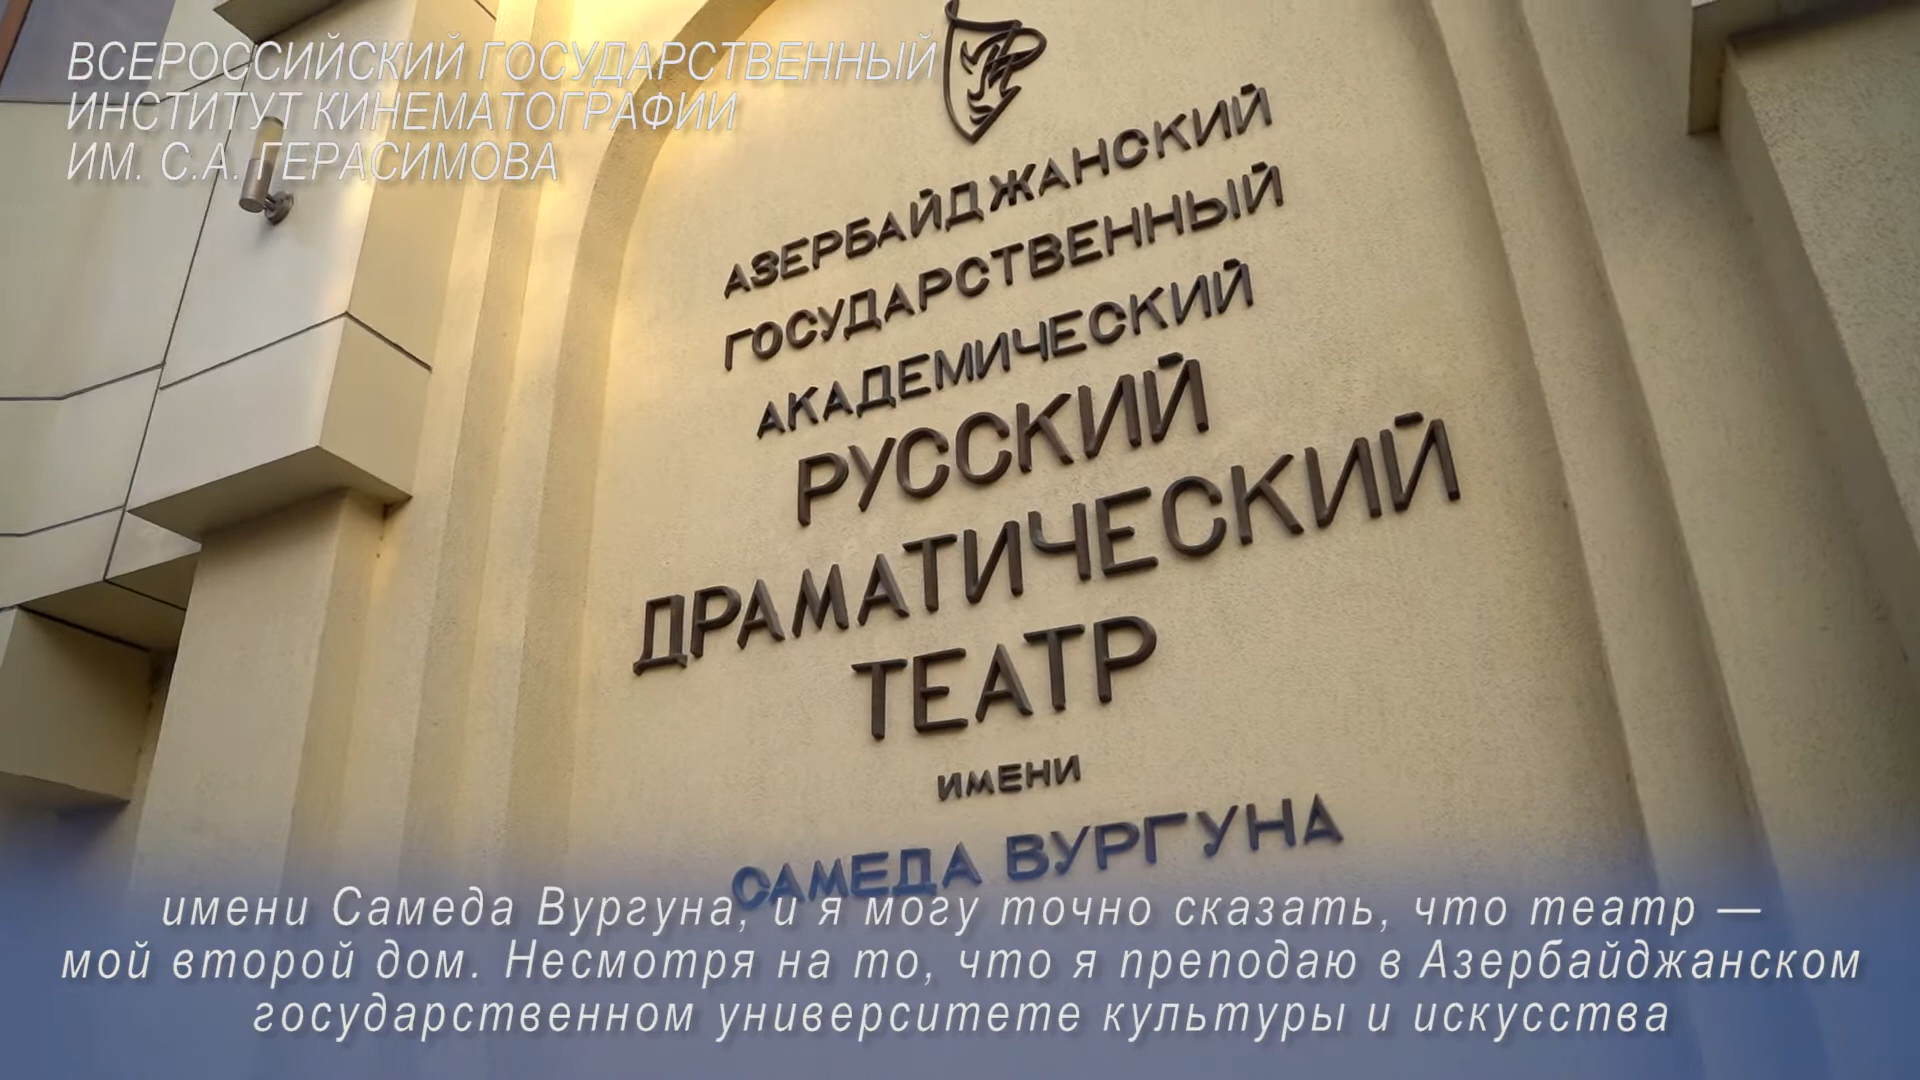 ВСЕРОССИЙСКИЙ ГОСУДАРСТВЕННЫЙ
ИНСТИТУТ КИНЕМАТОГРАФИИ
ИМ. С.А. ГЕРАСИМОВА
АЗЕРБАЙДЖАНСКИЙ
ГОСУДАРСТВЕННЫЙ
АКАДЕМИЧЕСКИЙ
РУССКИЙ
ДРАМАТИЧЕСКИЙ
ТЕАТР
ИМЕНИ
САМЕДА ВУРГУНА
имени Самеда Вургуна, и я могу точно сказать, что театр —
мой второй дом. Несмотря на то, что я преподаю в Азербайджанском
государственном университете культуры и искусства